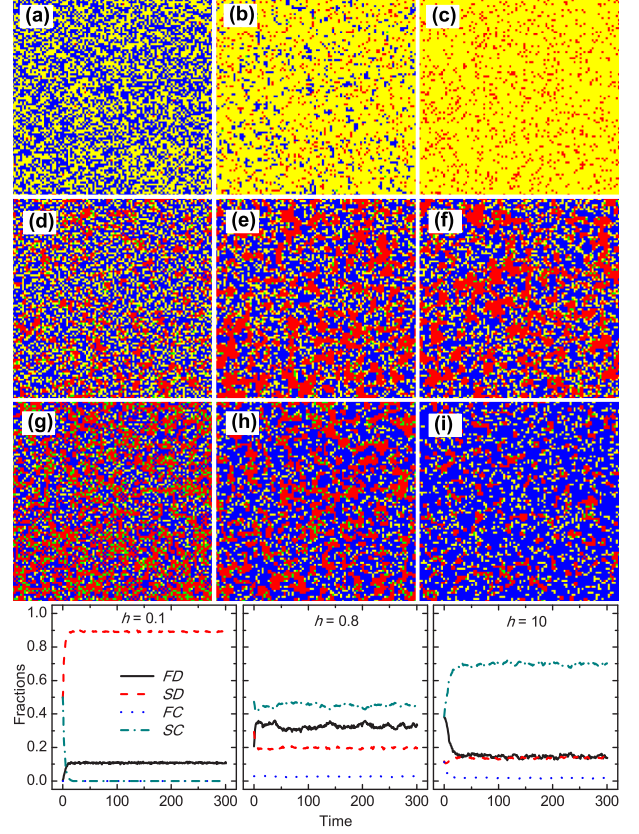 (a) (b) (c)
(d) (e) (f)
(g) (h) (i)
1.0 h = 0.1 h = 0.8 h = 10
0.8
0.6 FD
SD
0.4 FC
SC
0.2
0.0
Fractions
0 100 200 300 0 100 200 300 0 100 200 300
Time